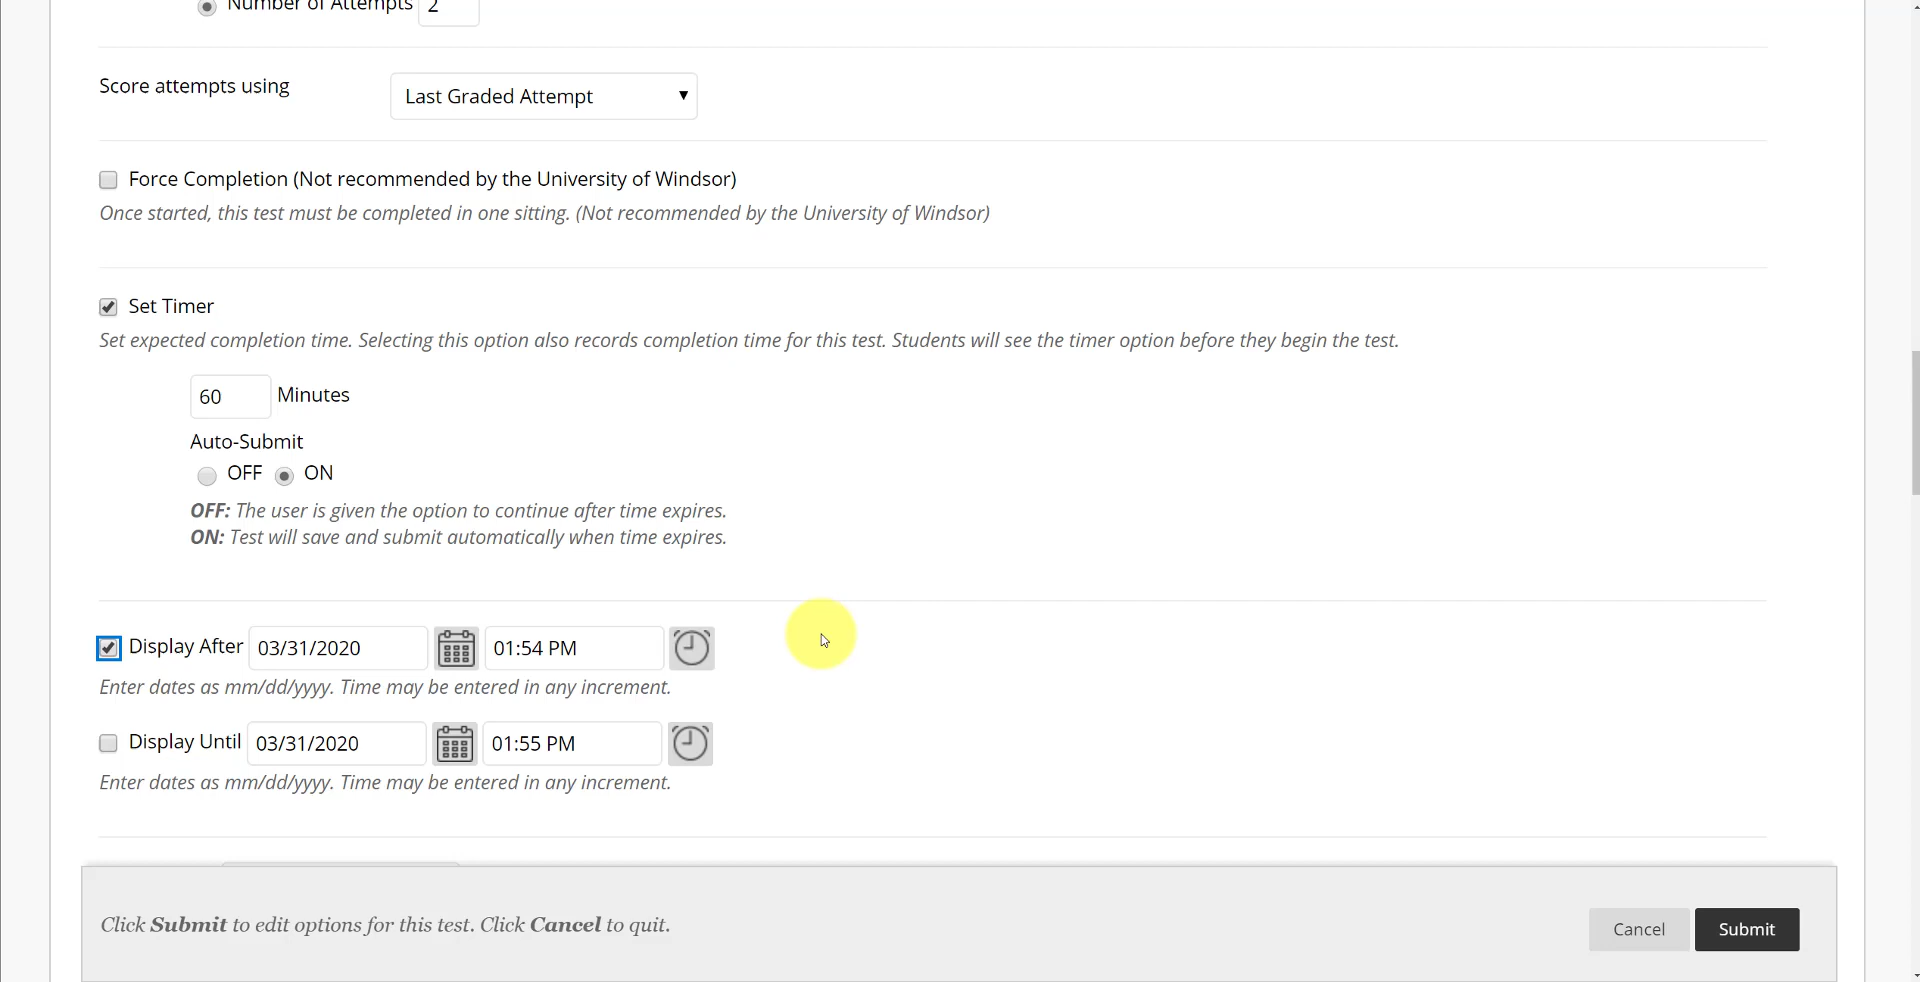 Number of Attempts 2
Score attempts using Last Graded Attempt
Force Completion (Not recommended by the University of Windsor)
Once started, this test must be completed in one sitting. (Not recommended by the University of Windsor)
Set Timer
Set expected completion time. Selecting this option also records completion time for this test. Students will see the timer option before they begin the test.
60 Minutes
Auto-Submit
OFF ON
OFF: The user is given the option to continue after time expires.
ON: Test will save and submit automatically when time expires.
Display After 03/31/2020 01:54 PM
Enter dates as mm/dd/yyyy. Time may be entered in any increment.
Display Until 03/31/2020 01:55 PM
Enter dates as mm/dd/yyyy. Time may be entered in any increment.
Click Submit to edit options for this test. Click Cancel to quit.
Cancel Submit